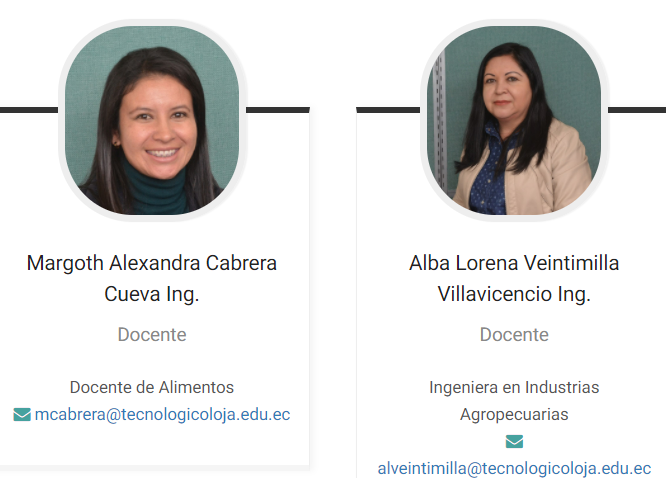 Margoth Alexandra Cabrera
Cueva Ing.
Docente
Docente de Alimentos
mcabrera@tecnologicoloja.edu.ec
Alba Lorena Veintimilla
Villavicencio Ing.
Docente
Ingeniera en Industrias
Agropecuarias
alveintimilla@tecnologicoloja.edu.ec